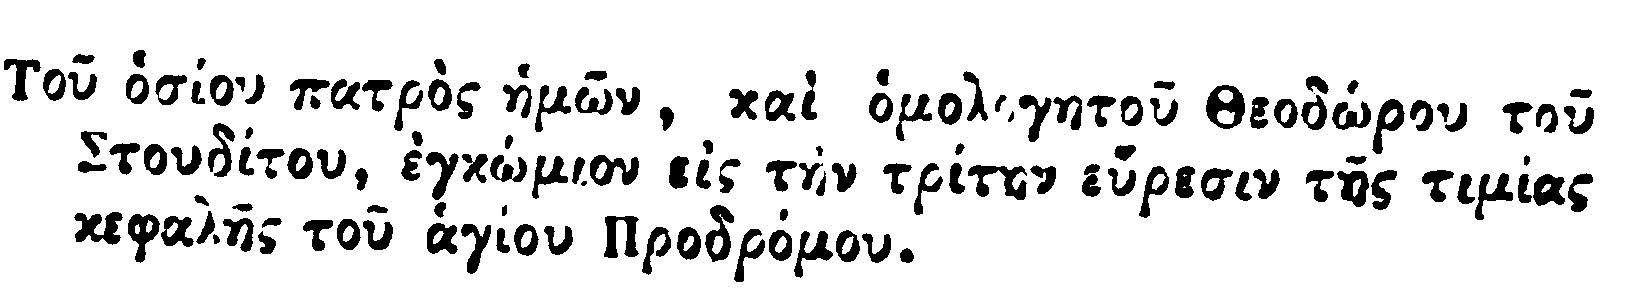 Τοῦ ὁσίου πατρὸς ἡμῶν, καὶ ὁμολογητοῦ Θεοδώρου τοῦ
Στουδίτου, ἐγκώμιον εἰς τὴν τρίτην εὕρεσιν τῆς τιμίας
κεφαλῆς τοῦ ἁγίου Προδρόμου.